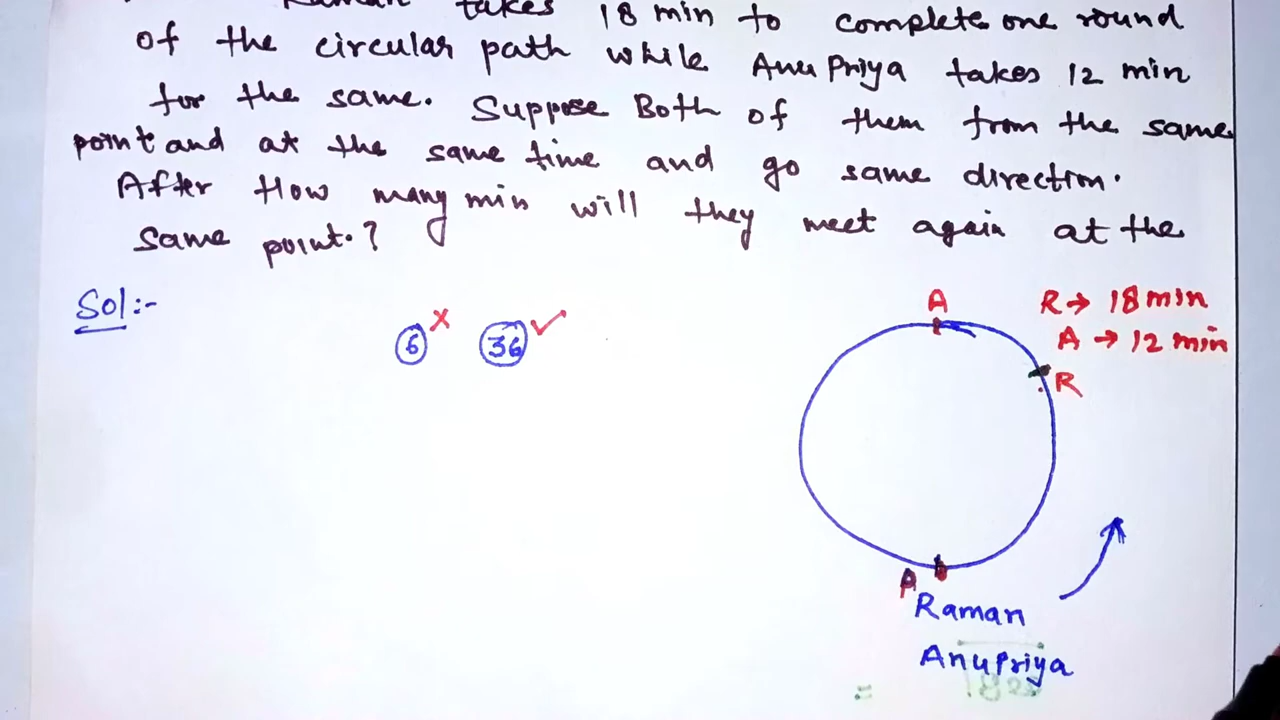 Raman takes 18 min to complete one round
of the circular path while AnuPriya takes 12 min
for the same. Suppose Both of them from the same
point and at the same time and go same direction.
After How many min will they meet again at the
same point.?
Sol:-
6 × 36 ✓
A
R → 18 min
A → 12 min
R
P
Raman
AnuPriya
=